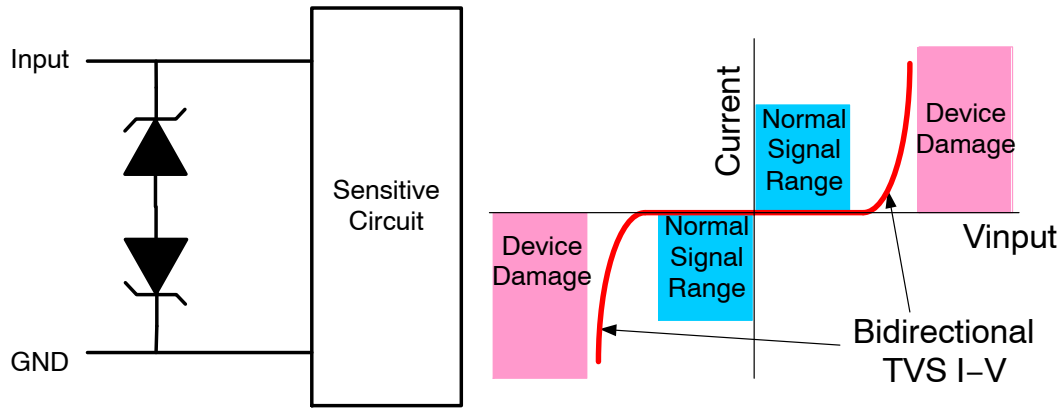 Input
Sensitive
Circuit
GND
Current
Normal
Signal
Range
Device
Damage
Vinput
Device
Damage
Normal
Signal
Range
Bidirectional
TVS I–V